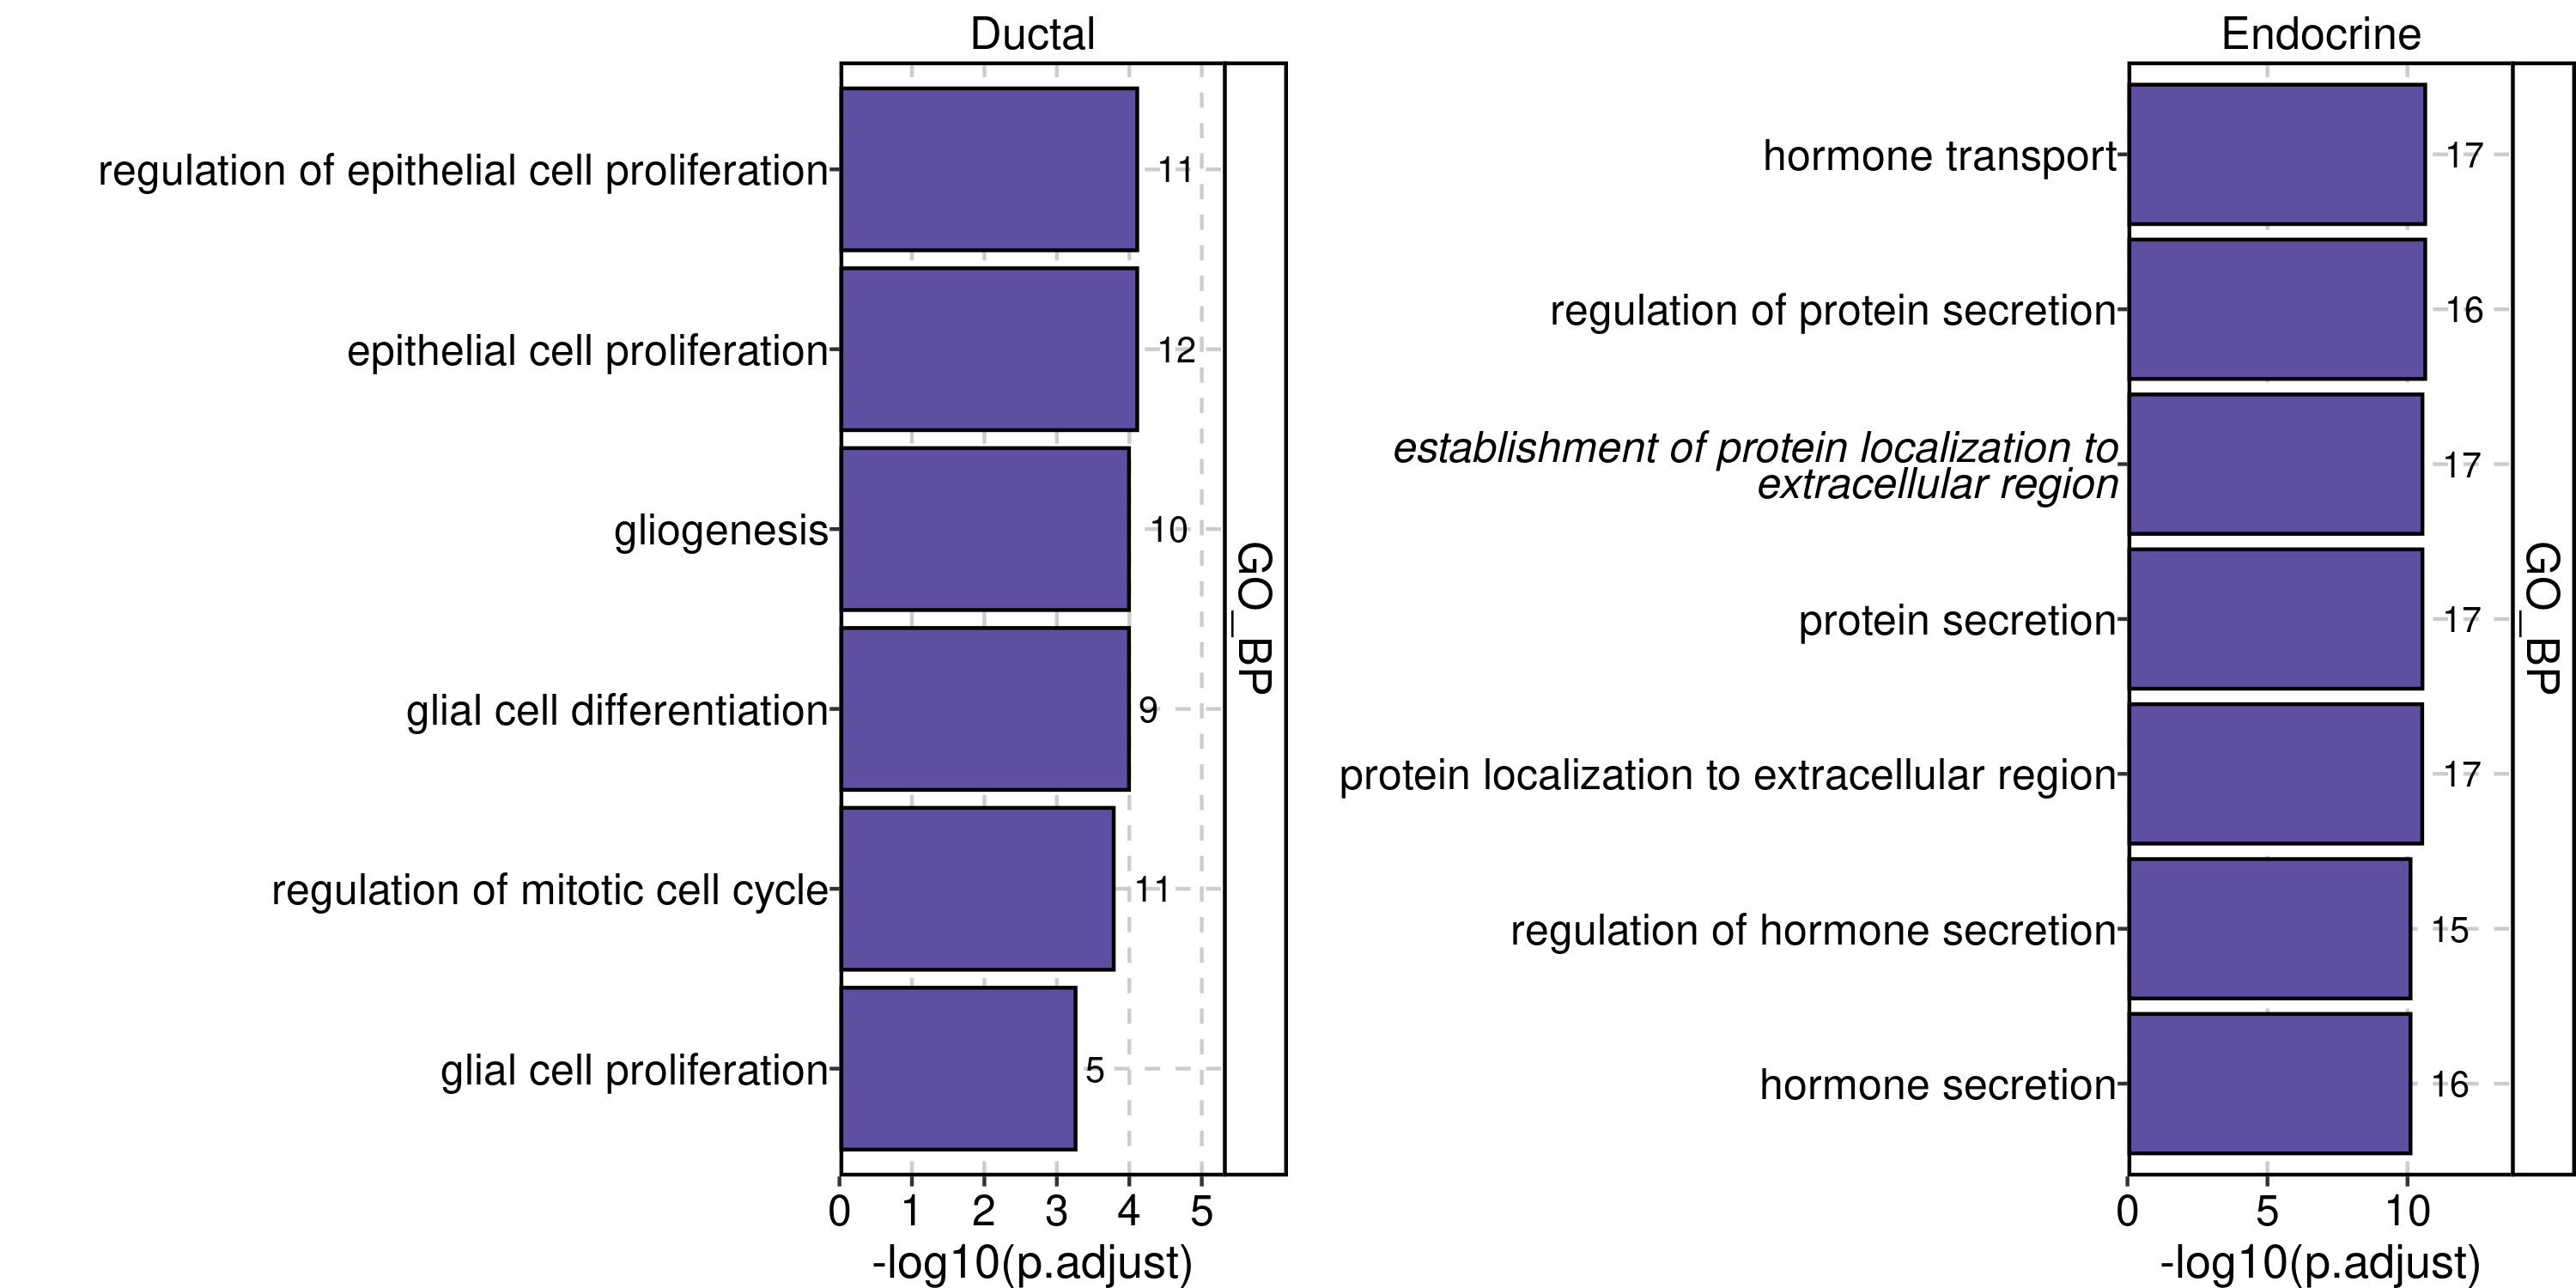 Ductal
regulation of epithelial cell proliferation
11
epithelial cell proliferation
12
gliogenesis
10
glial cell differentiation
9
regulation of mitotic cell cycle
11
glial cell proliferation
5
GO_BP
0 1 2 3 4 5
-log10(p.adjust)
Endocrine
hormone transport
17
regulation of protein secretion
16
establishment of protein localization to
extracellular region
17
protein secretion
17
protein localization to extracellular region
17
regulation of hormone secretion
15
hormone secretion
16
GO_BP
0 5 10
-log10(p.adjust)